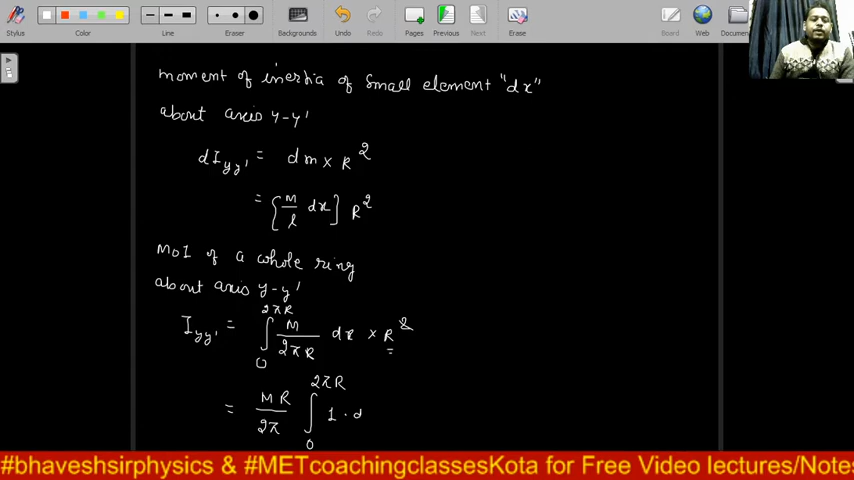 Stylus
Color
Line
Eraser
Backgrounds
Undo
Redo
Pages
Previous
Next
Erase
Board
Web
Documen
moment of inertia of small element "dx"
about axis y-y'
dIyy' = dm × R²
= [M/l dx] R²
MOI of a whole ring
about axis y-y'
Iyy' = ∫₀^2πR M/2πR dx × R²
= MR/2π ∫₀^2πR 1·d
#bhaveshsirphysics & #METcoachingclassesKota for Free Video lectures/Notes